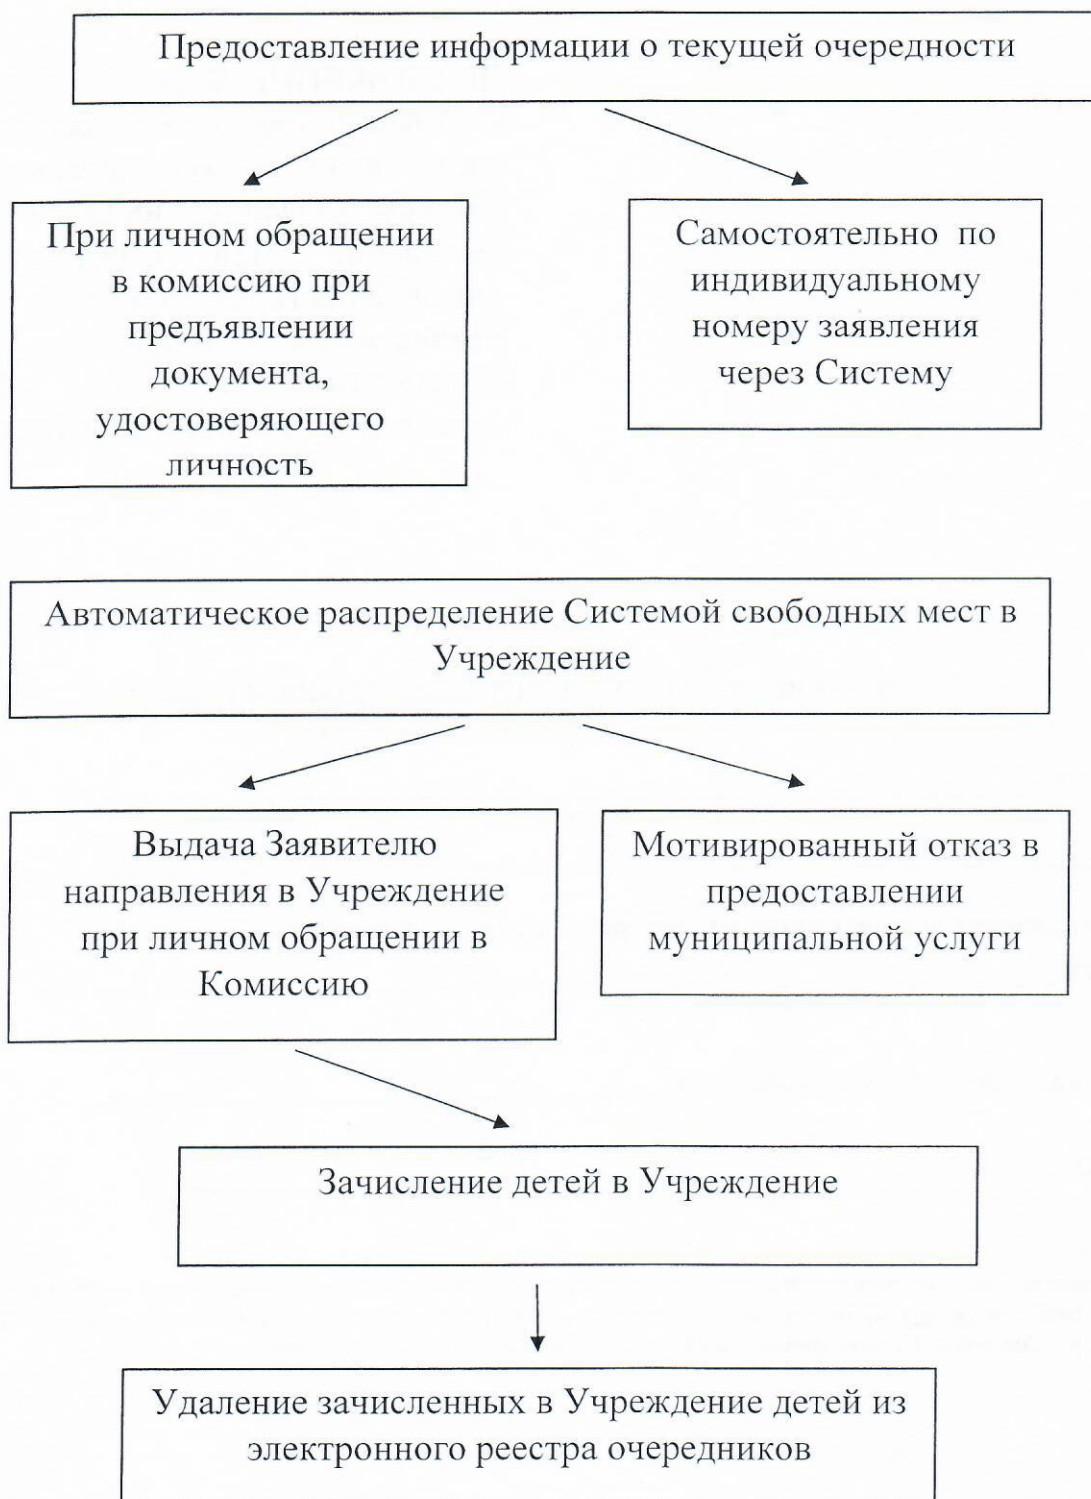 Предоставление информации о текущей очередности
При личном обращении
в комиссию при
предъявлении
документа,
удостоверяющего
личность
Самостоятельно по
индивидуальному
номеру заявления
через Систему
Автоматическое распределение Системой свободных мест в
Учреждение
Выдача Заявителю
направления в Учреждение
при личном обращении в
Комиссию
Мотивированный отказ в
предоставлении
муниципальной услуги
Зачисление детей в Учреждение
Удаление зачисленных в Учреждение детей из
электронного реестра очередников